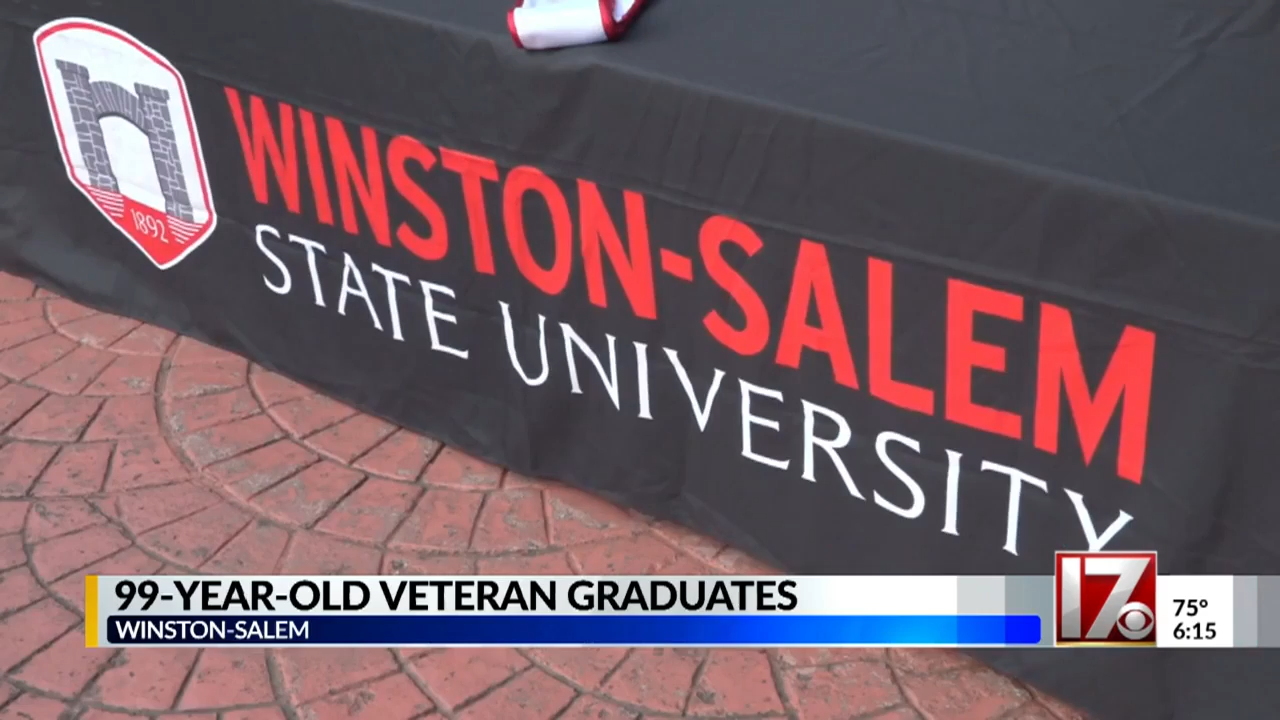 1892
WINSTON-SALEM
STATE UNIVERSITY
99-YEAR-OLD VETERAN GRADUATES
WINSTON-SALEM
17
75°
6:15